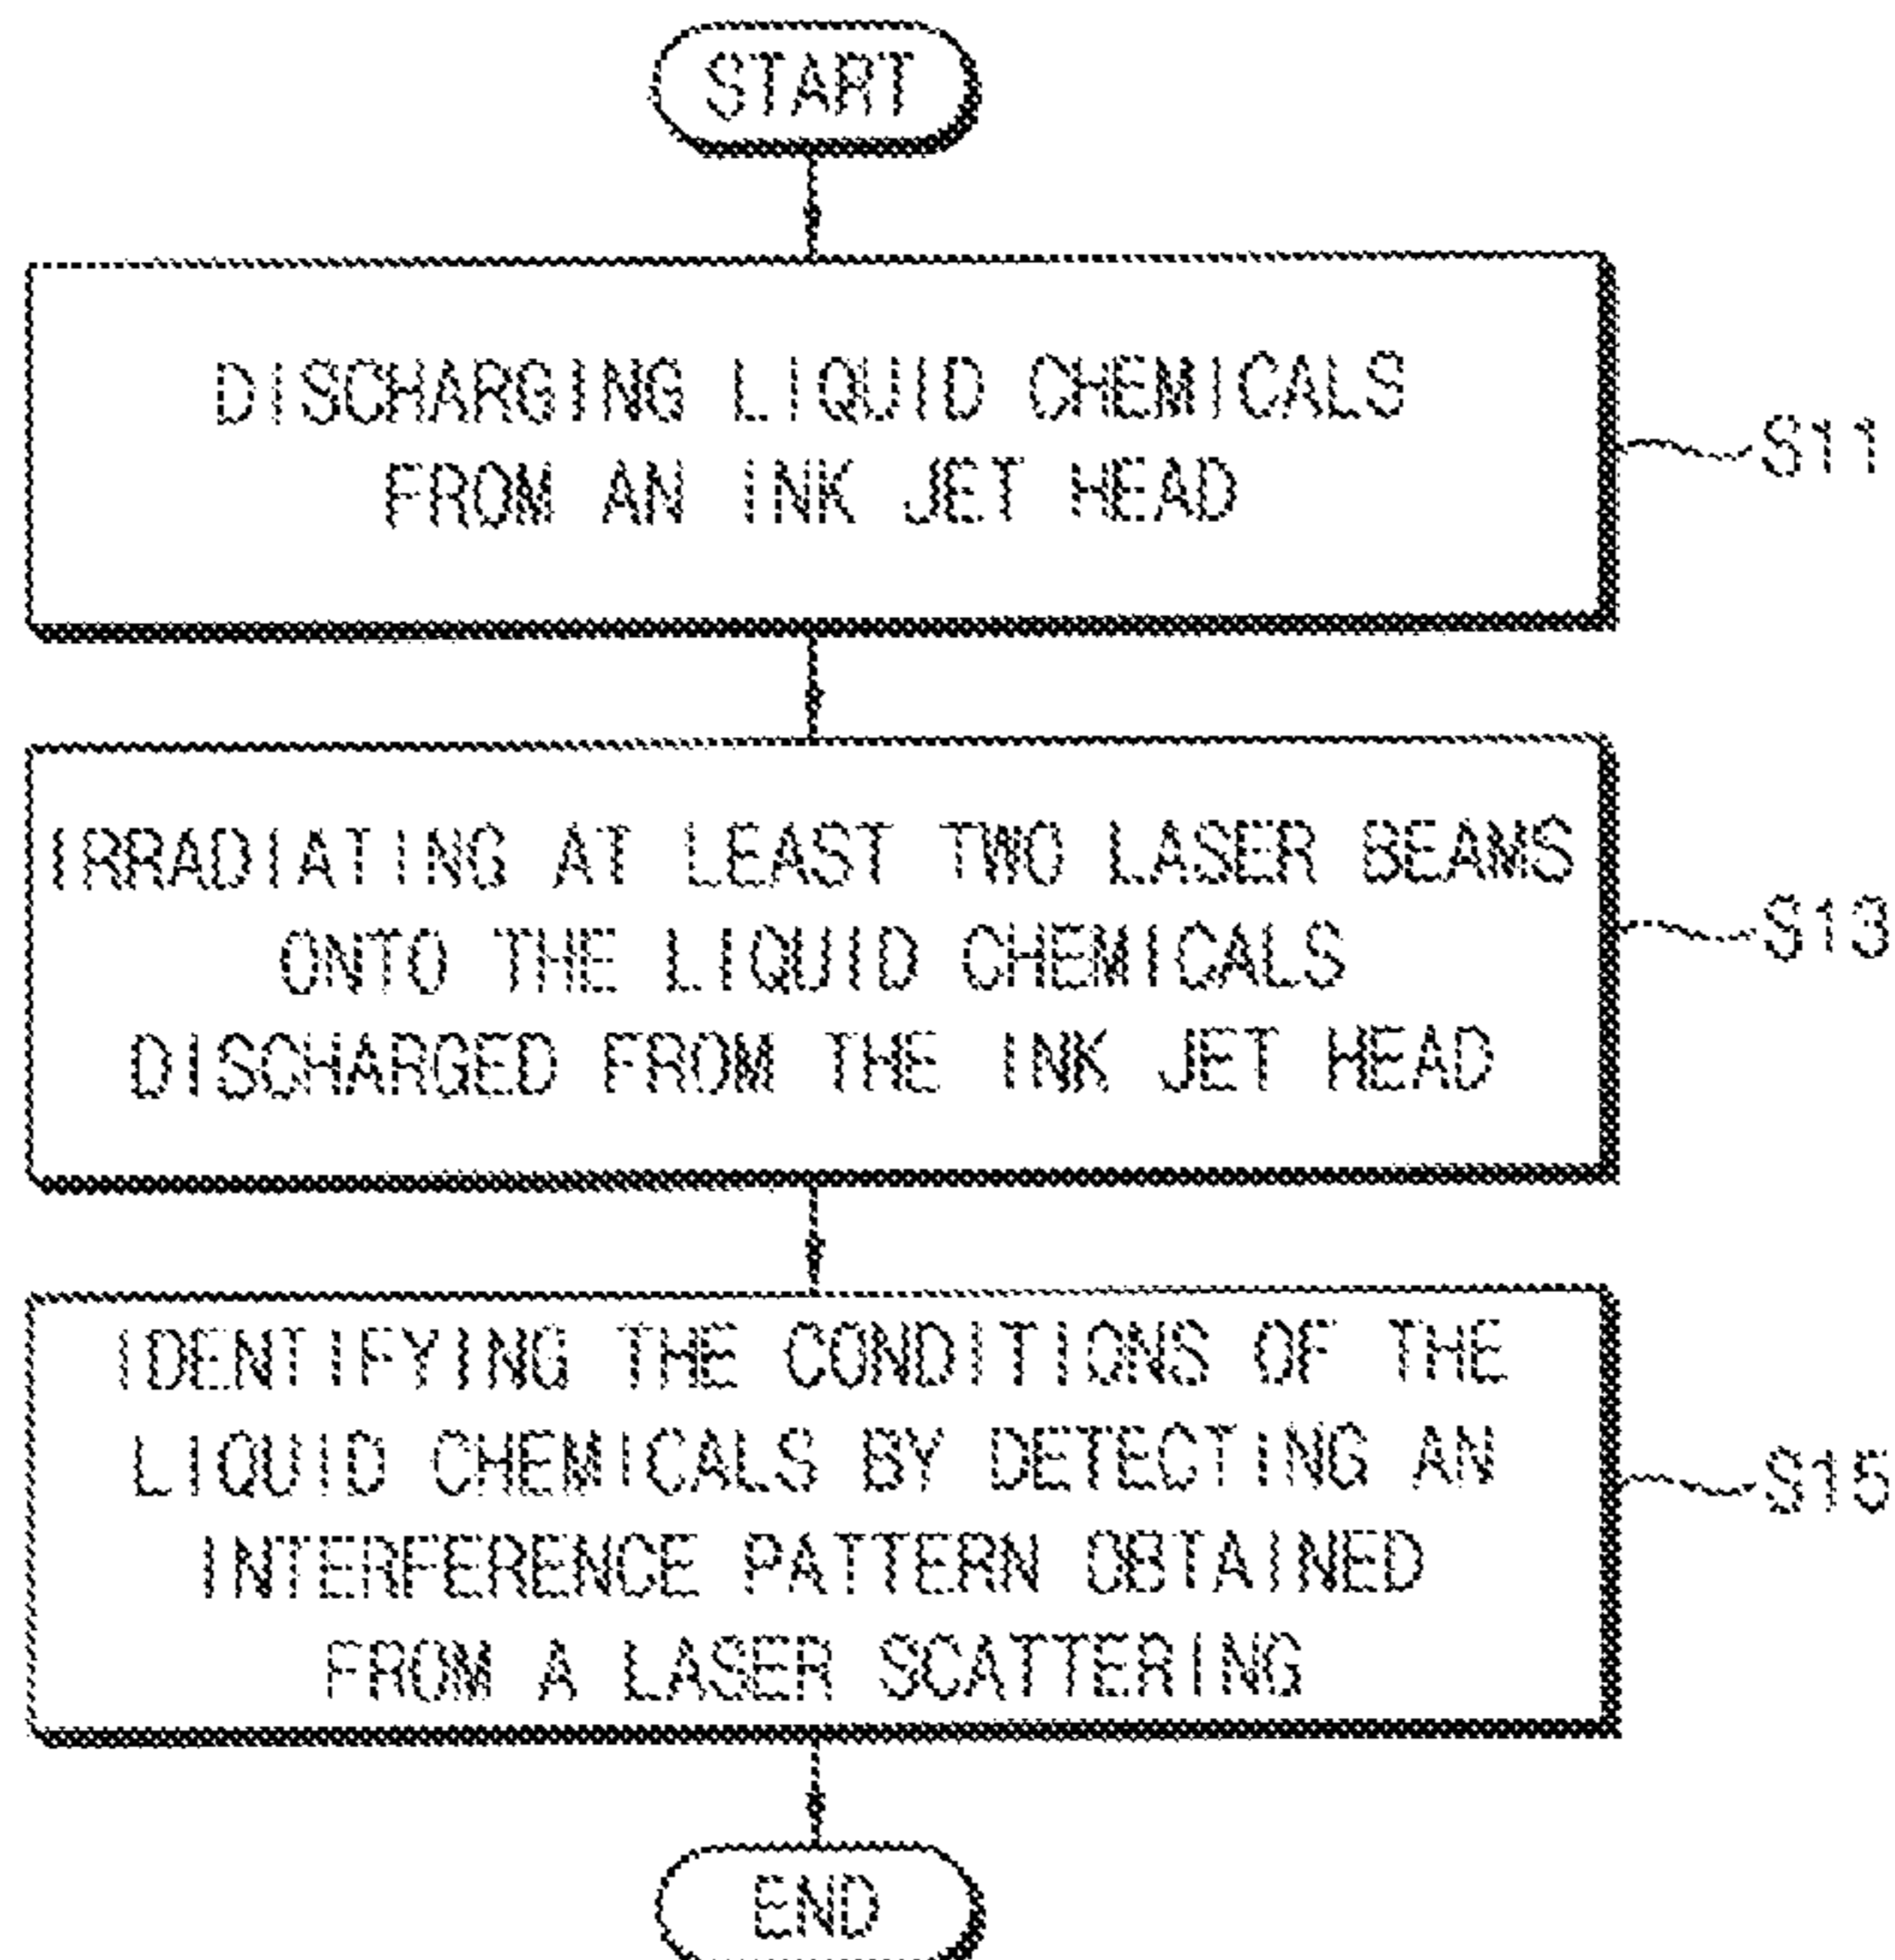 START
DISCHARGING LIQUID CHEMICALS
FROM AN INK JET HEAD
S11
IRRADIATING AT LEAST TWO LASER BEAMS
ONTO THE LIQUID CHEMICALS
DISCHARGED FROM THE INK JET HEAD
S13
IDENTIFYING THE CONDITIONS OF THE
LIQUID CHEMICALS BY DETECTING AN
INTERFERENCE PATTERN OBTAINED
FROM A LASER SCATTERING
S15
END